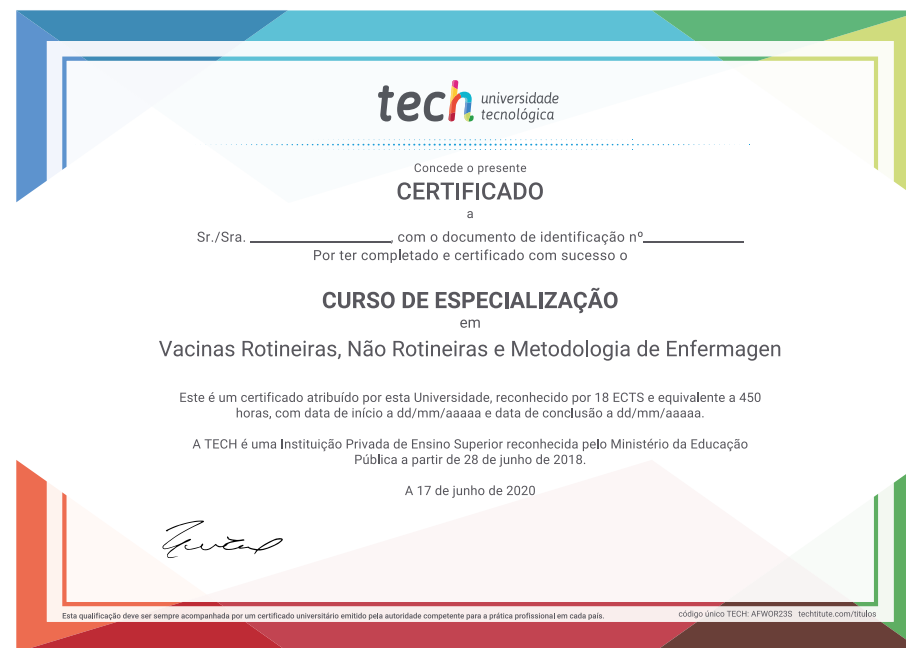 tech universidade
tecnológica
Concede o presente
CERTIFICADO
a
Sr./Sra. ________________, com o documento de identificação nº____________
Por ter completado e certificado com sucesso o
CURSO DE ESPECIALIZAÇÃO
em
Vacinas Rotineiras, Não Rotineiras e Metodologia de Enfermagen
Este é um certificado atribuído por esta Universidade, reconhecido por 18 ECTS e equivalente a 450
horas, com data de início a dd/mm/aaaaa e data de conclusão a dd/mm/aaaaa.
A TECH é uma Instituição Privada de Ensino Superior reconhecida pelo Ministério da Educação
Pública a partir de 28 de junho de 2018.
A 17 de junho de 2020
Esta qualificação deve ser sempre acompanhada por um certificado universitário emitido pela autoridade competente para a prática profissional em cada país.
código único TECH: AFWOR23S techtitute.com/titulos